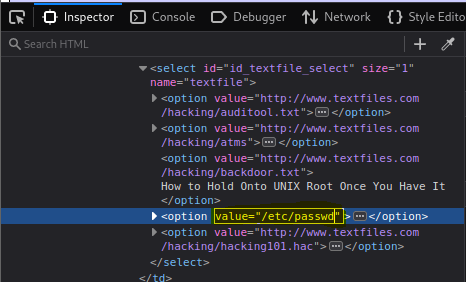 Inspector Console Debugger Network Style Edito
Search HTML
<select id="id_textfile_select" size="1"
name="textfile">
<option value="http://www.textfiles.com
/hacking/auditool.txt">…</option>
<option value="http://www.textfiles.com
/hacking/atms">…</option>
<option value="http://www.textfiles.com
/hacking/backdoor.txt">
How to Hold Onto UNIX Root Once You Have It
</option>
<option value="/etc/passwd">…</option>
<option value="http://www.textfiles.com
/hacking/hacking101.hac">…</option>
</select>
</td>